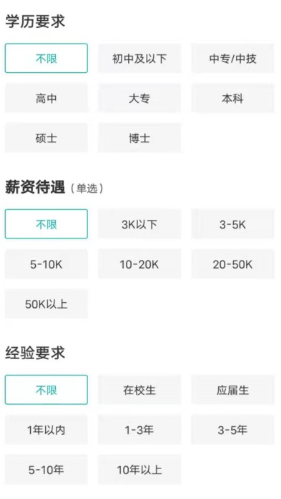 学历要求
不限 初中及以下 中专/中技
高中 大专 本科
硕士 博士
薪资待遇（单选）
不限 3K以下 3-5K
5-10K 10-20K 20-50K
50K以上
经验要求
不限 在校生 应届生
1年以内 1-3年 3-5年
5-10年 10年以上